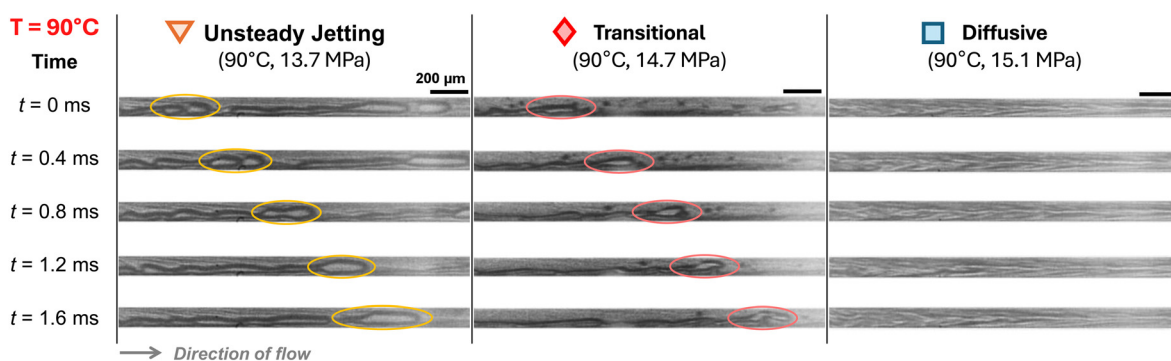 T = 90°C
Time
Unsteady Jetting
(90°C, 13.7 MPa)
200 µm
Transitional
(90°C, 14.7 MPa)
Diffusive
(90°C, 15.1 MPa)
t = 0 ms
t = 0.4 ms
t = 0.8 ms
t = 1.2 ms
t = 1.6 ms
Direction of flow